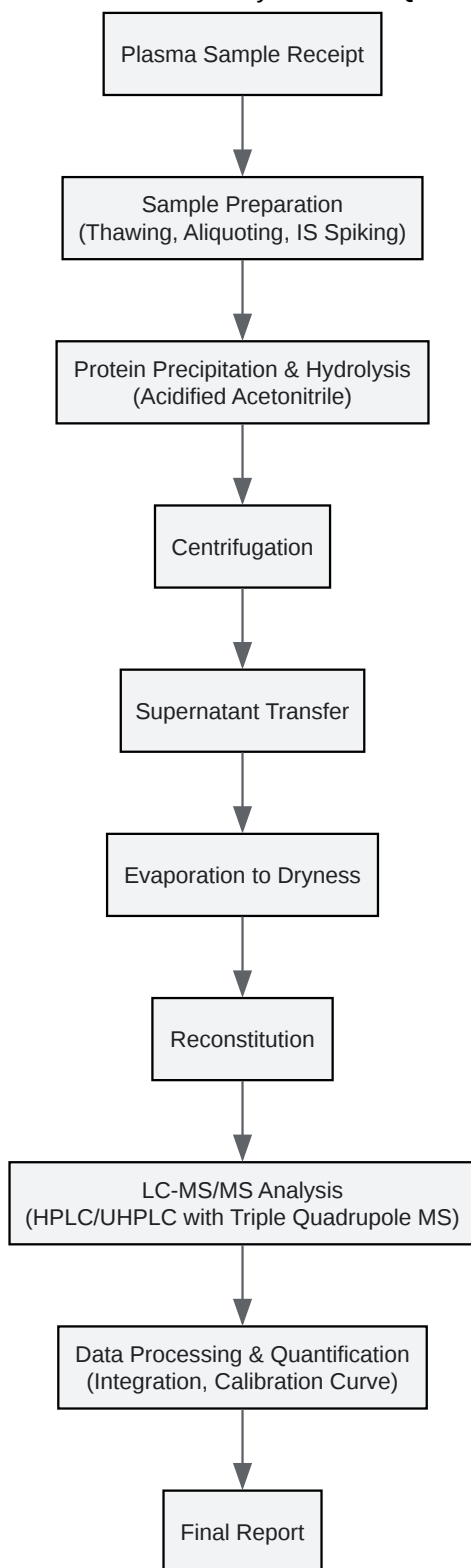 Plasma Sample Receipt
Sample Preparation
(Thawing, Aliquoting, IS Spiking)
Protein Precipitation & Hydrolysis
(Acidified Acetonitrile)
Centrifugation
Supernatant Transfer
Evaporation to Dryness
Reconstitution
LC-MS/MS Analysis
(HPLC/UHPLC with Triple Quadrupole MS)
Data Processing & Quantification
(Integration, Calibration Curve)
Final Report